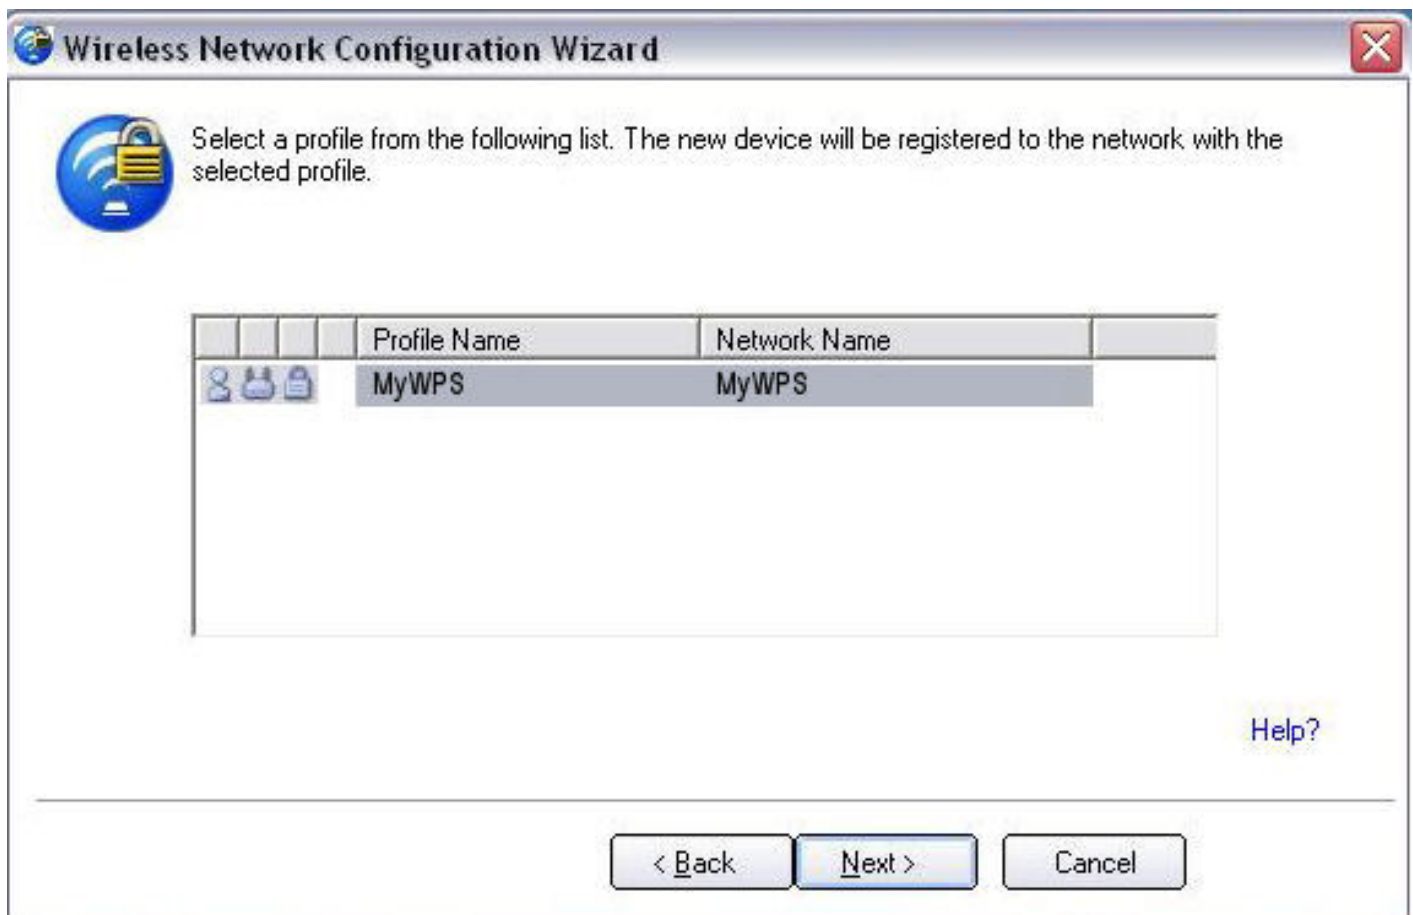 Wireless Network Configuration Wizard
Select a profile from the following list. The new device will be registered to the network with the
selected profile.
Profile Name Network Name
MyWPS MyWPS
Help?
< Back Next > Cancel